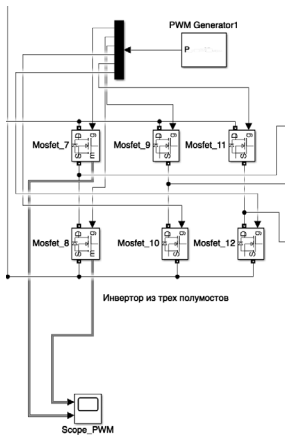 PWM Generator1
P
Mosfet_7
Mosfet_9
Mosfet_11
g
D
S
m
g
D
S
g
D
S
Mosfet_8
Mosfet_10
Mosfet_12
g
D
S
m
g
D
S
g
D
S
Инвертор из трех полумостов
Scope_PWM